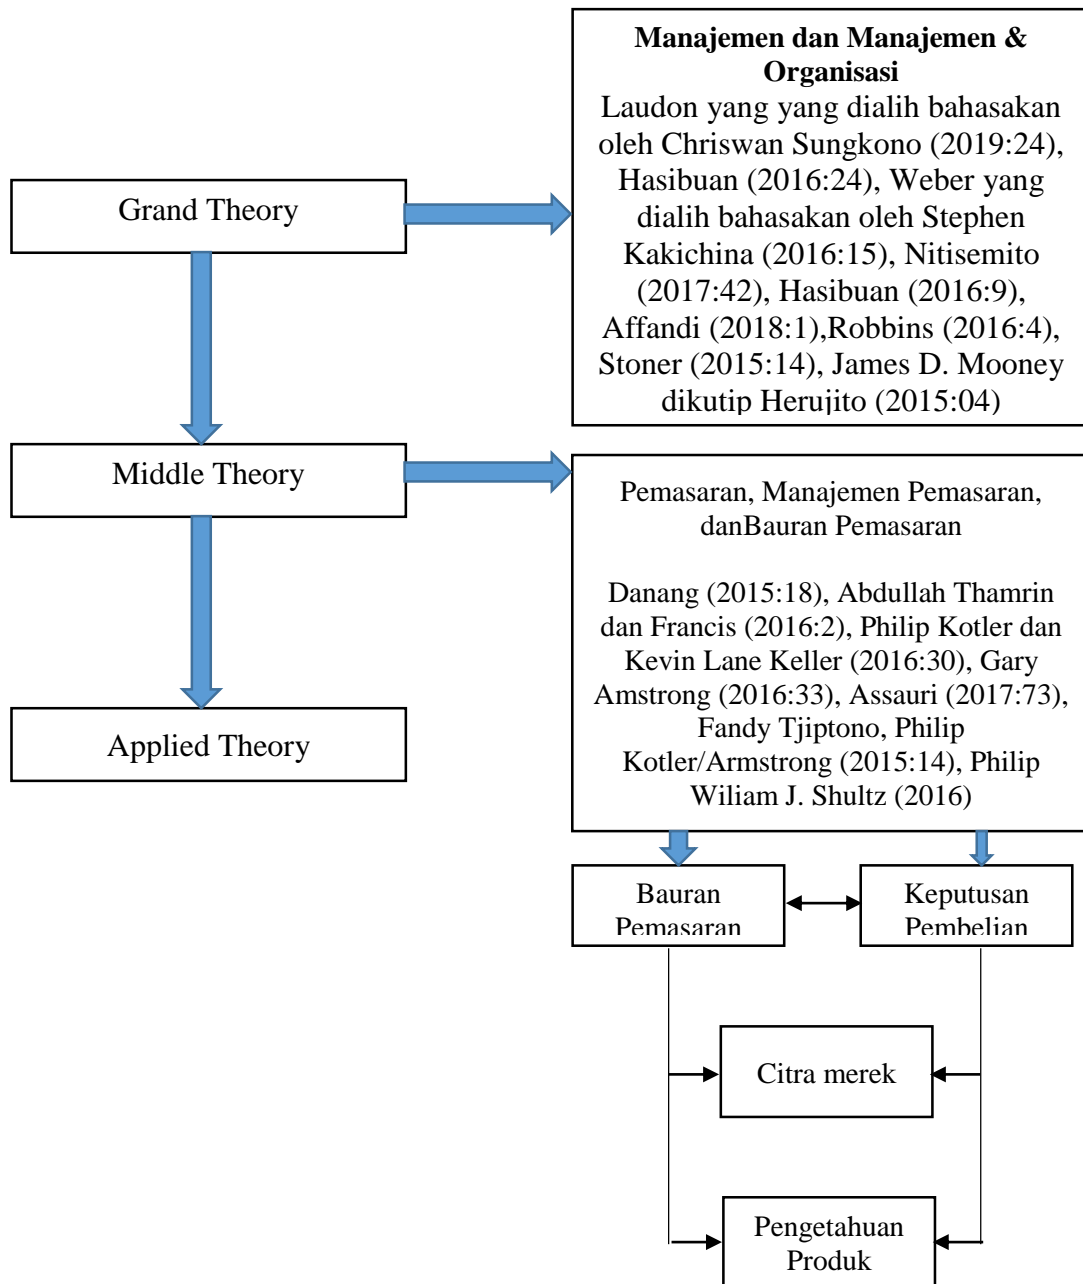 Manajemen dan Manajemen &
Organisasi
Laudon yang yang dialih bahasakan
oleh Chriswan Sungkono (2019:24),
Hasibuan (2016:24), Weber yang
dialih bahasakan oleh Stephen
Kakichina (2016:15), Nitisemito
(2017:42), Hasibuan (2016:9),
Affandi (2018:1),Robbins (2016:4),
Stoner (2015:14), James D. Mooney
dikutip Herujito (2015:04)
Grand Theory
Middle Theory
Pemasaran, Manajemen Pemasaran,
danBauran Pemasaran
Danang (2015:18), Abdullah Thamrin
dan Francis (2016:2), Philip Kotler dan
Kevin Lane Keller (2016:30), Gary
Amstrong (2016:33), Assauri (2017:73),
Fandy Tjiptono, Philip
Kotler/Armstrong (2015:14), Philip
Wiliam J. Shultz (2016)
Applied Theory
Bauran
Pemasaran
Keputusan
Pembelian
Citra merek
Pengetahuan
Produk